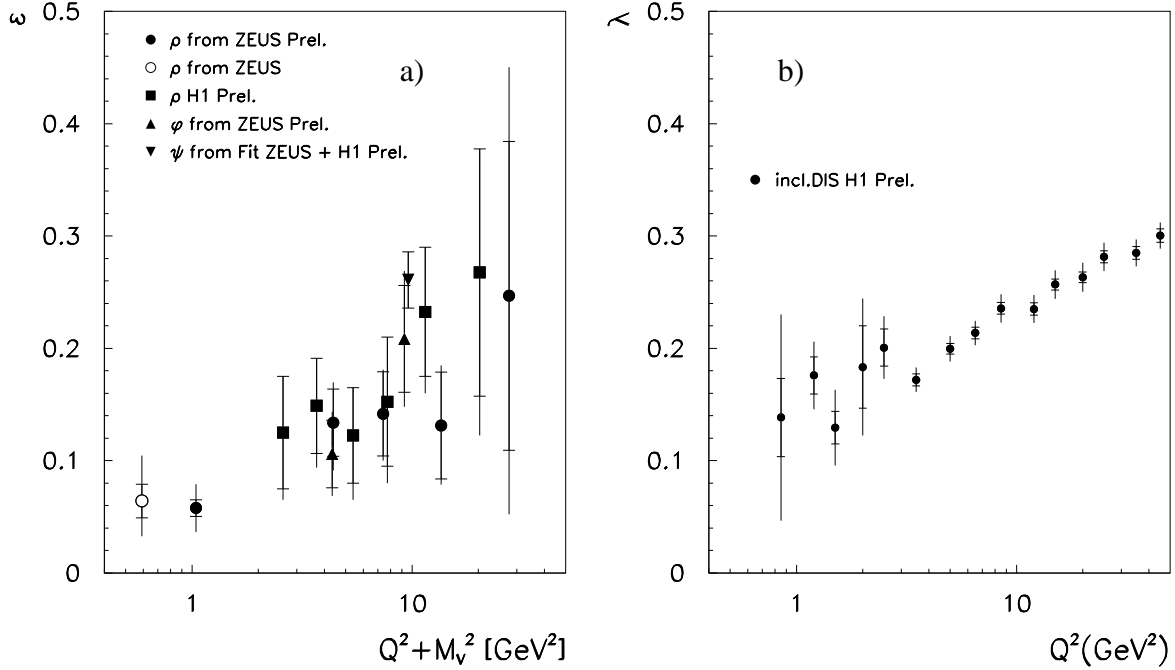 ε
0.5
0.4
0.3
0.2
0.1
0
ρ from ZEUS Prel.
ρ from ZEUS
ρ H1 Prel.
φ from ZEUS Prel.
ψ from Fit ZEUS + H1 Prel.
a)
1
10
Q²+Mᵥ² [GeV²]
λ
0.5
0.4
0.3
0.2
0.1
0
b)
incl.DIS H1 Prel.
1
10
Q²(GeV²)